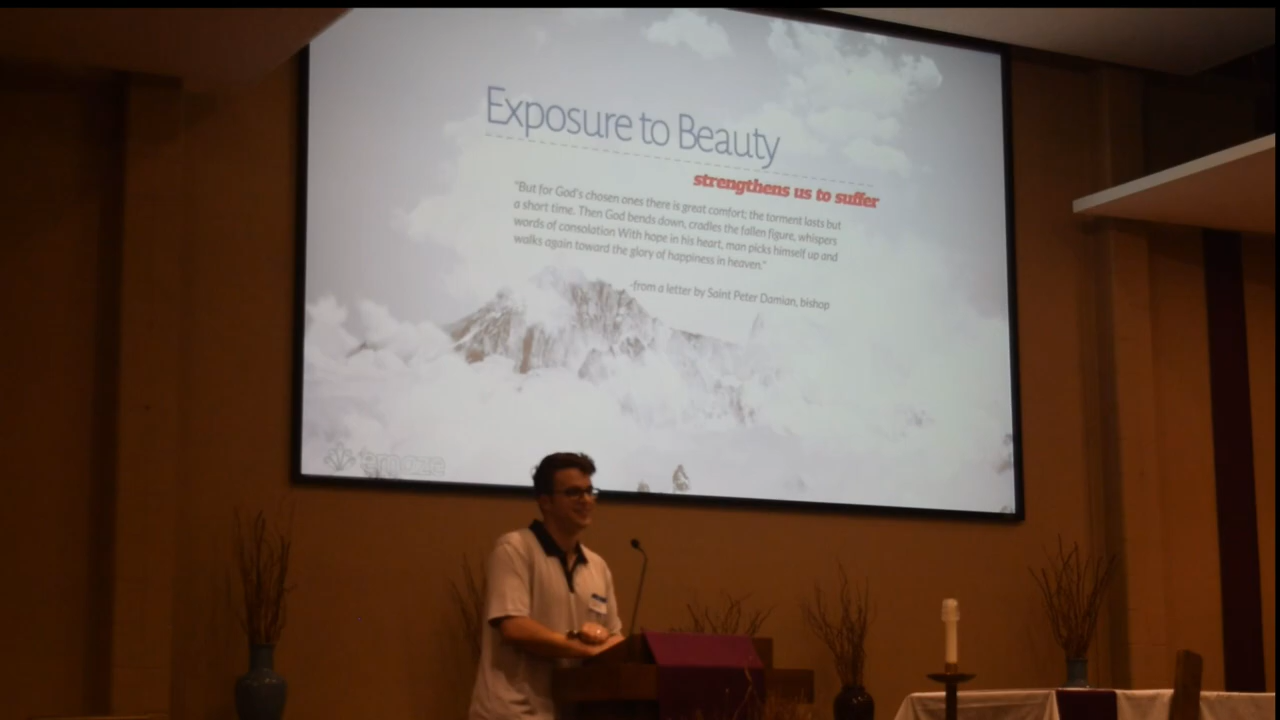 Exposure to Beauty
strengthens us to suffer
"But for God's chosen ones there is great comfort; the torment lasts but
a short time. Then God bends down, cradles the fallen figure, whispers
words of consolation With hope in his heart, man picks himself up and
walks again toward the glory of happiness in heaven."
-from a letter by Saint Peter Damian, bishop
emaze